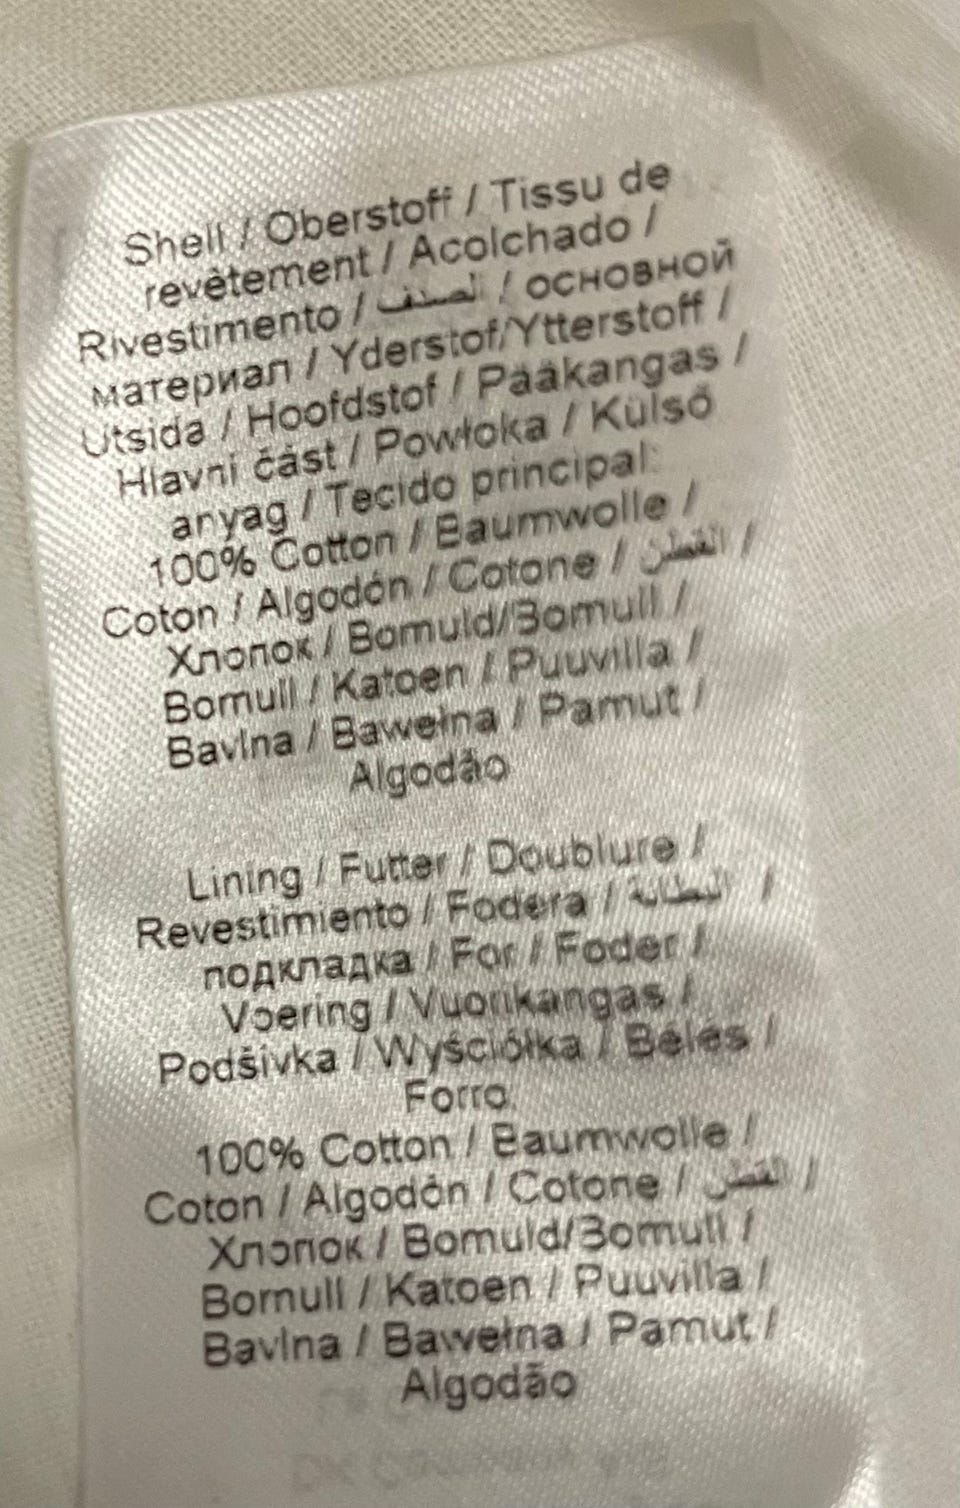 Shell / Oberstoff / Tissu de
revêtement / Acolchado /
Rivestimento / الصنف / основной
материал / Yderstof/Ytterstoff /
Utsida / Hoofdstof / Pääkangas /
Hlavní část / Powłoka / Külső
anyag / Tecido principal:
100% Cotton / Baumwolle /
Coton / Algodón / Cotone / القطن /
Хлопок / Bomuld/Bomull /
Bomull / Katoen / Puuvilla /
Bavlna / Bawełna / Pamut /
Algodão
Lining / Futter / Doublure /
Revestimiento / Fodera / البطانة /
подкладка / For / Foder /
Voering / Vuorikangas /
Podšívka / Wyściółka / Bélés /
Forro:
100% Cotton / Baumwolle /
Coton / Algodón / Cotone / القطن /
Хлопок / Bomuld/Bomull /
Bomull / Katoen / Puuvilla /
Bavlna / Bawełna / Pamut /
Algodão